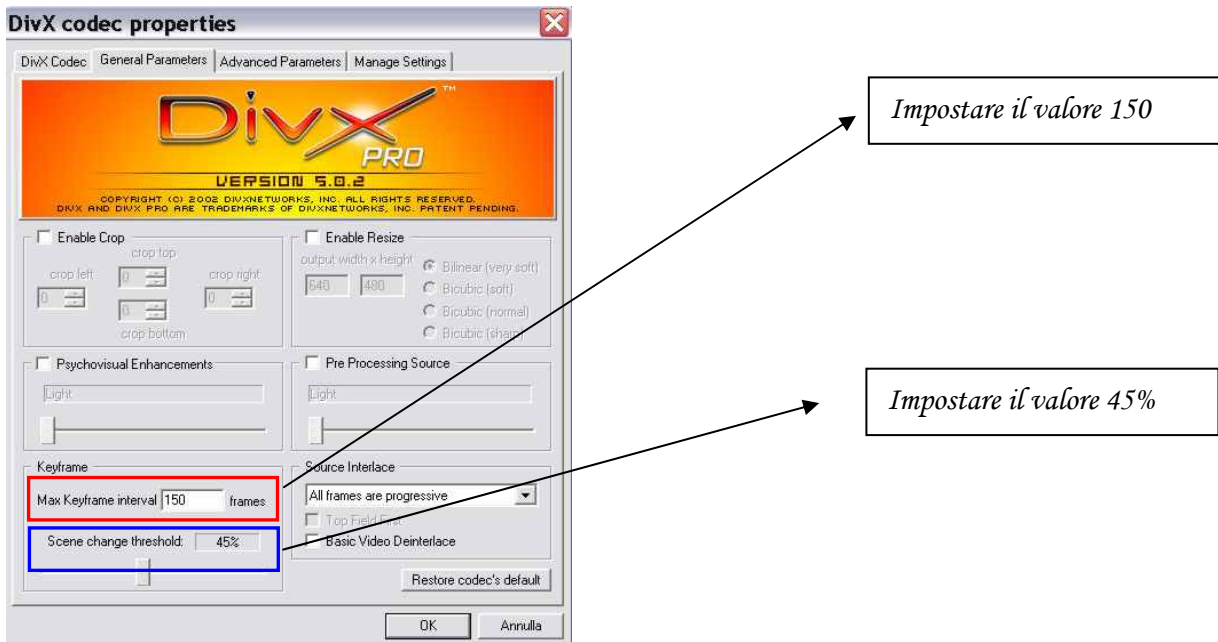 DivX codec properties
DivX Codec General Parameters Advanced Parameters Manage Settings
DivX TM
PRO
VERSION 5.0.2
COPYRIGHT (C) 2002 DIVXNETWORKS, INC. ALL RIGHTS RESERVED.
DIVX AND DIVX PRO ARE TRADEMARKS OF DIVXNETWORKS, INC. PATENT PENDING.
Enable Crop
crop top
crop left
0
crop right
0
0
0
crop bottom
Enable Resize
output width x height
640 480
Bilinear (very soft)
Bicubic (soft)
Bicubic (normal)
Bicubic (sharp)
Psychovisual Enhancements
Light
Pre Processing Source
Light
Keyframe
Max Keyframe interval 150 frames
Scene change threshold: 45%
Source Interlace
All frames are progressive
Top Field First
Basic Video Deinterlace
Restore codec's default
OK Annulla
Impostare il valore 150
Impostare il valore 45%